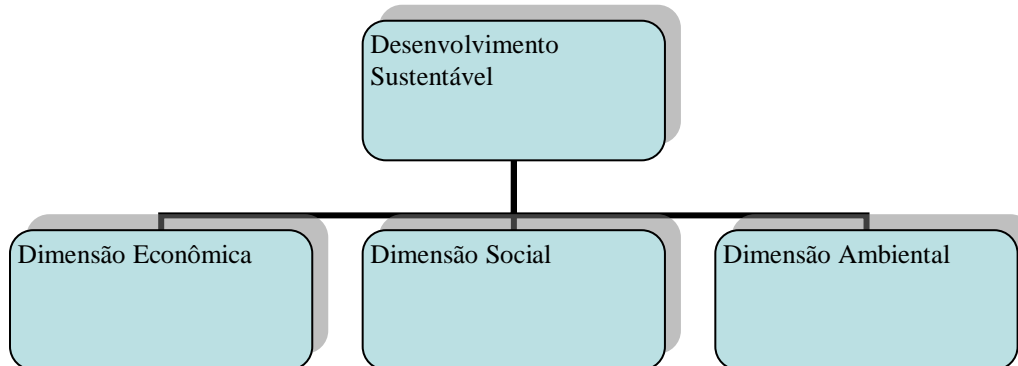 Desenvolvimento
Sustentável
Dimensão Econômica
Dimensão Social
Dimensão Ambiental